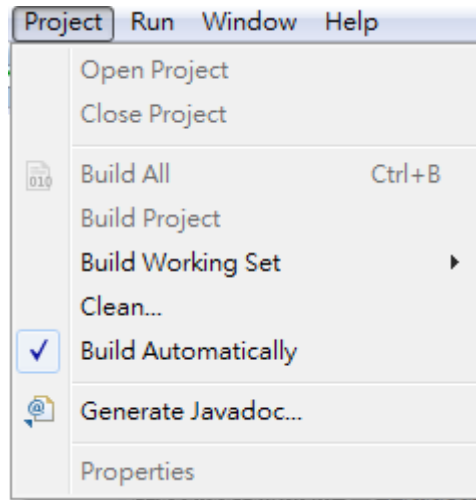 Project Run Window Help
Open Project
Close Project
010 Build All Ctrl+B
Build Project
Build Working Set
Clean...
Build Automatically
@ Generate Javadoc...
Properties